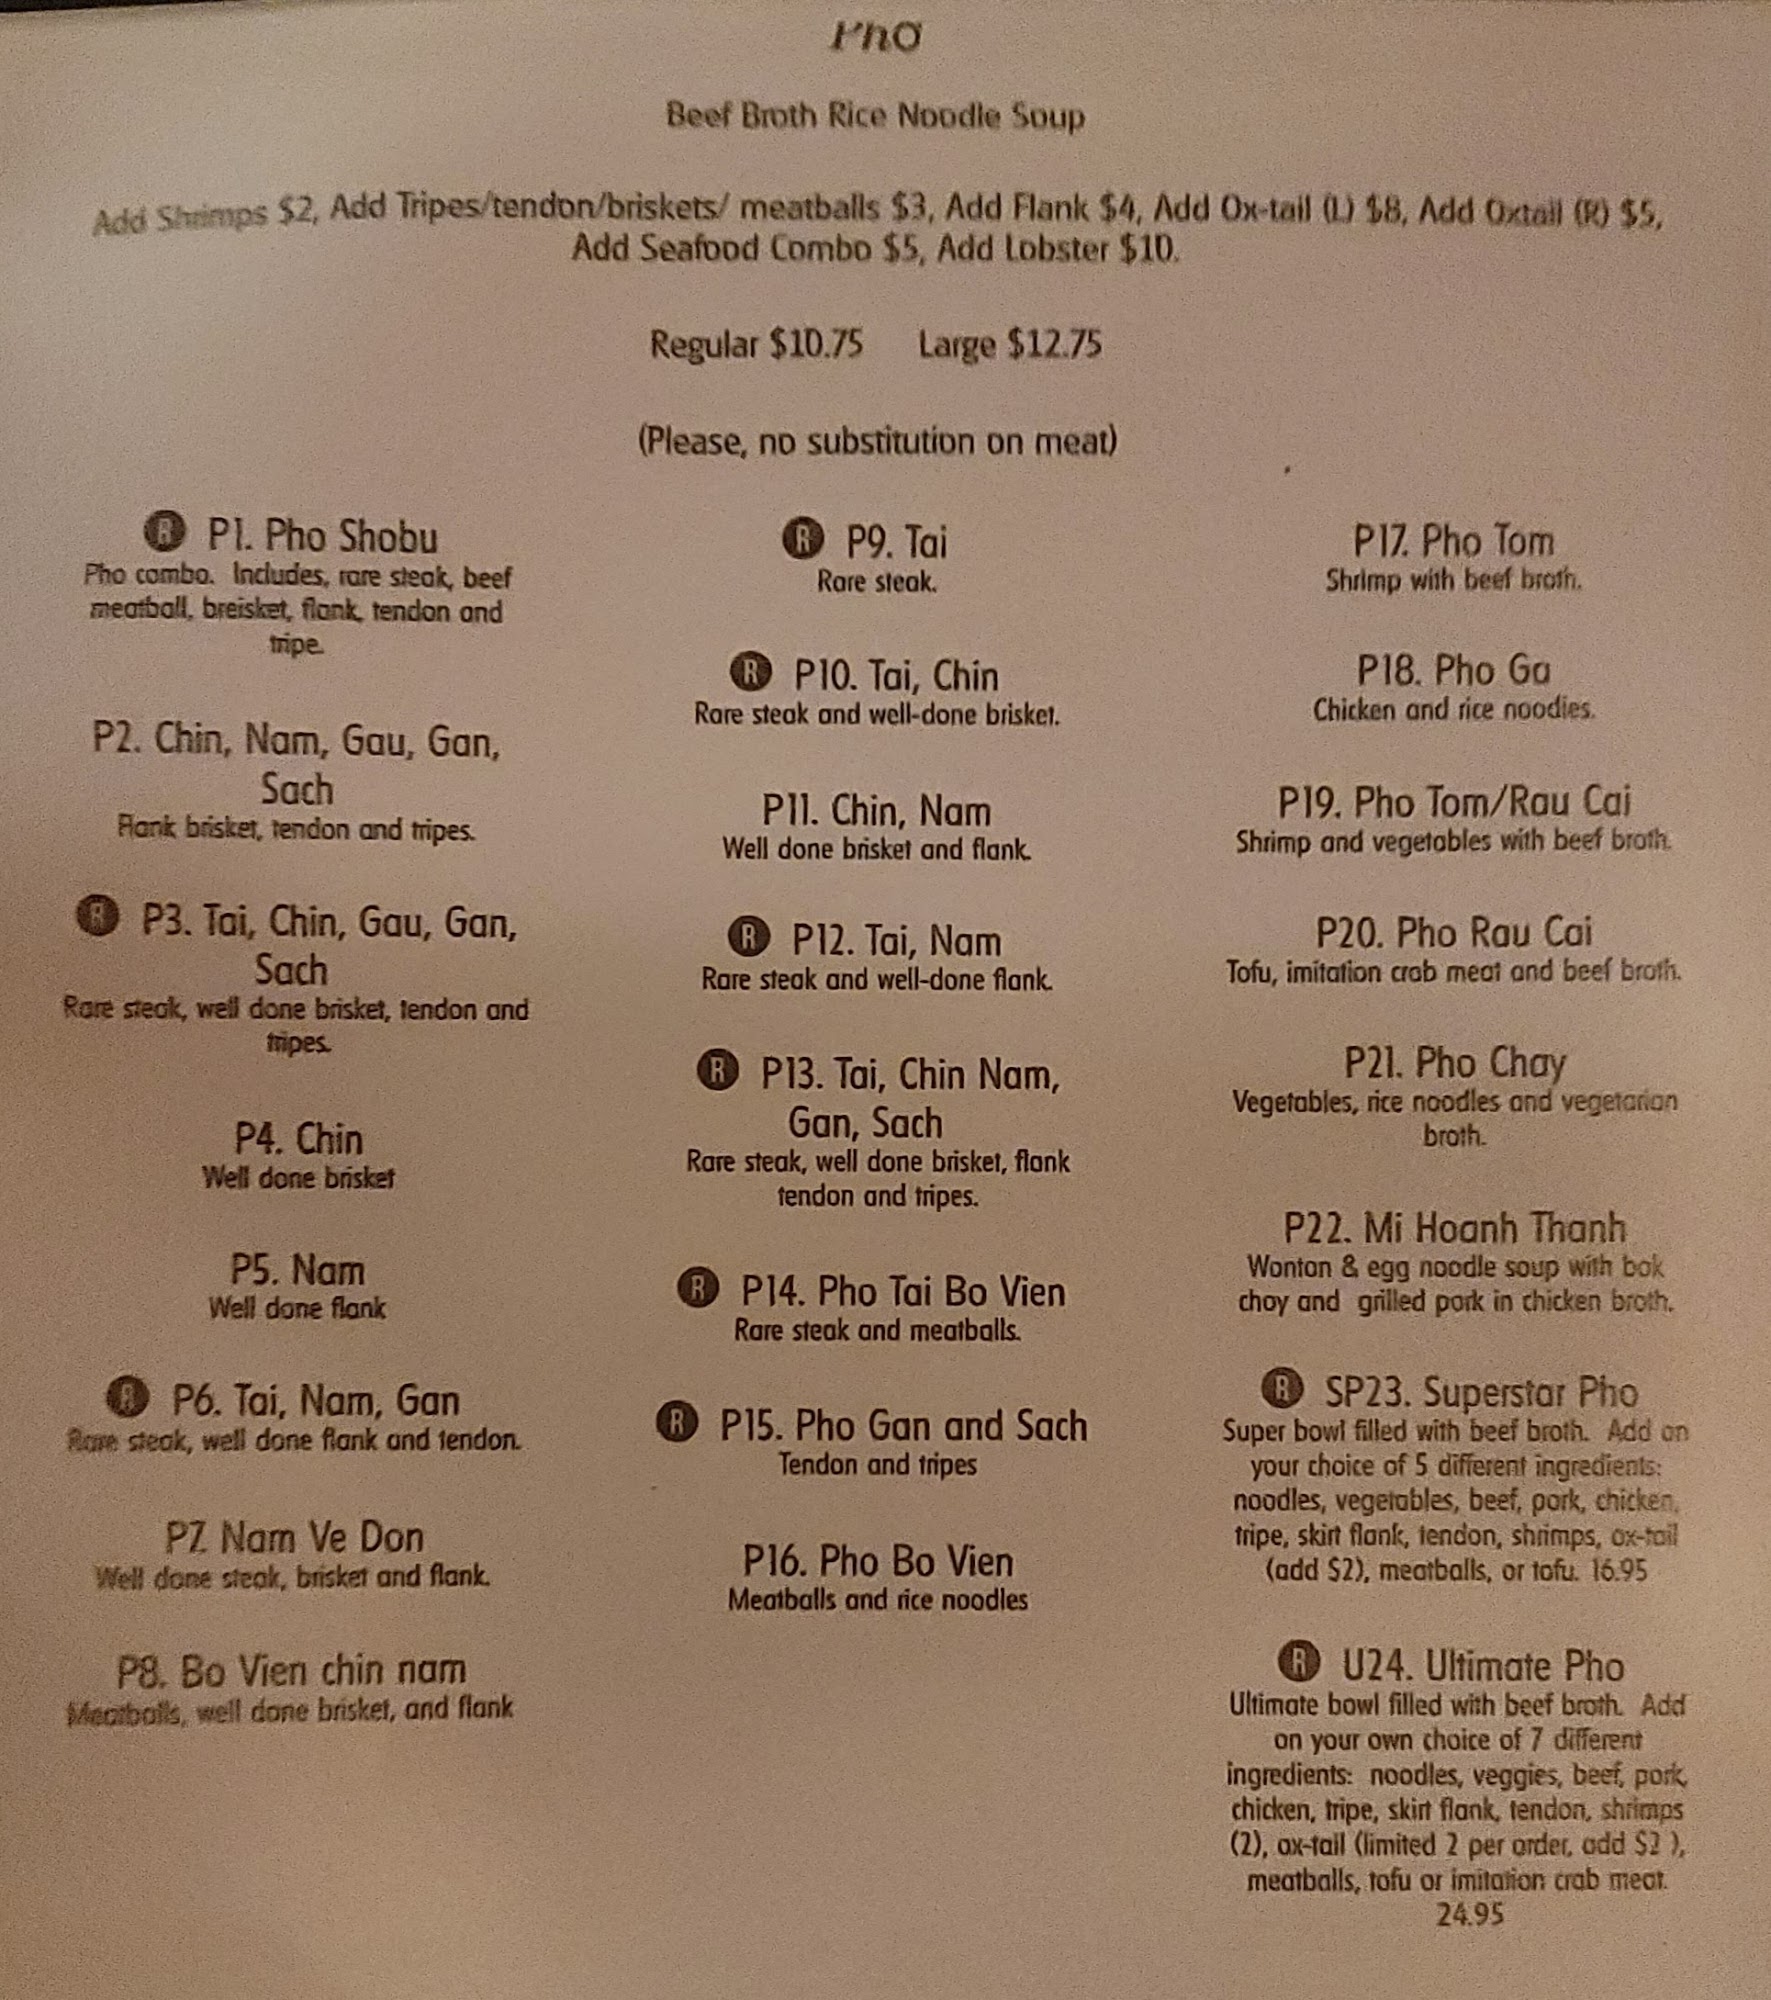 Phở
Beef Broth Rice Noodle Soup
Add Shrimps $2, Add Tripes/tendon/briskets/ meatballs $3, Add Flank $4, Add Ox-tail (L) $8, Add Oxtail (R) $5,
Add Seafood Combo $5, Add Lobster $10.
Regular $10.75 Large $12.75
(Please, no substitution on meat)
R P1. Pho Shobu
Pho combo. Includes, rare steak, beef
meatball, breisket, flank, tendon and
tripe.
P2. Chin, Nam, Gau, Gan,
Sach
Flank brisket, tendon and tripes.
R P3. Tai, Chin, Gau, Gan,
Sach
Rare steak, well done brisket, tendon and
tripes.
P4. Chin
Well done brisket
P5. Nam
Well done flank
R P6. Tai, Nam, Gan
Rare steak, well done flank and tendon.
P7. Nam Ve Don
Well done steak, brisket and flank.
P8. Bo Vien chin nam
Meatballs, well done brisket, and flank
R P9. Tai
Rare steak.
R P10. Tai, Chin
Rare steak and well-done brisket.
P11. Chin, Nam
Well done brisket and flank.
R P12. Tai, Nam
Rare steak and well-done flank.
R P13. Tai, Chin Nam,
Gan, Sach
Rare steak, well done brisket, flank
tendon and tripes.
R P14. Pho Tai Bo Vien
Rare steak and meatballs.
R P15. Pho Gan and Sach
Tendon and tripes
P16. Pho Bo Vien
Meatballs and rice noodles
P17. Pho Tom
Shrimp with beef broth.
P18. Pho Ga
Chicken and rice noodles.
P19. Pho Tom/Rau Cai
Shrimp and vegetables with beef broth.
P20. Pho Rau Cai
Tofu, imitation crab meat and beef broth.
P21. Pho Chay
Vegetables, rice noodles and vegetarian
broth.
P22. Mi Hoanh Thanh
Wonton & egg noodle soup with bok
choy and grilled pork in chicken broth.
R SP23. Superstar Pho
Super bowl filled with beef broth. Add on
your choice of 5 different ingredients:
noodles, vegetables, beef, pork, chicken,
tripe, skirt flank, tendon, shrimps, ox-tail
(add $2), meatballs, or tofu. 16.95
R U24. Ultimate Pho
Ultimate bowl filled with beef broth. Add
on your own choice of 7 different
ingredients: noodles, veggies, beef, pork,
chicken, tripe, skirt flank, tendon, shrimps
(2), ox-tail (limited 2 per order, add $2 ),
meatballs, tofu or imitation crab meat.
24.95